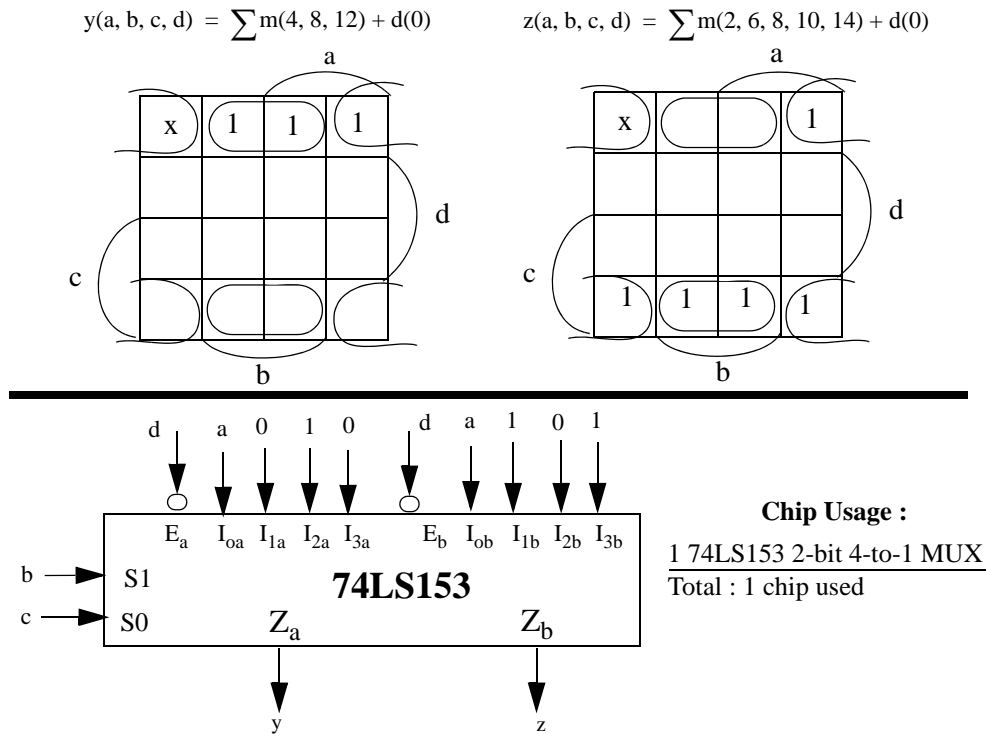 y(a, b, c, d) = ∑ m(4, 8, 12) + d(0)
z(a, b, c, d) = ∑ m(2, 6, 8, 10, 14) + d(0)
a
a
x 1 1 1
x 1
d
d
c
c
1 1 1 1
b
b
d a 0 1 0 d a 1 0 1
E_a I_oa I_1a I_2a I_3a E_b I_ob I_1b I_2b I_3b
b S1
74LS153
c S0
Z_a Z_b
y z
Chip Usage :
1 74LS153 2-bit 4-to-1 MUX
Total : 1 chip used